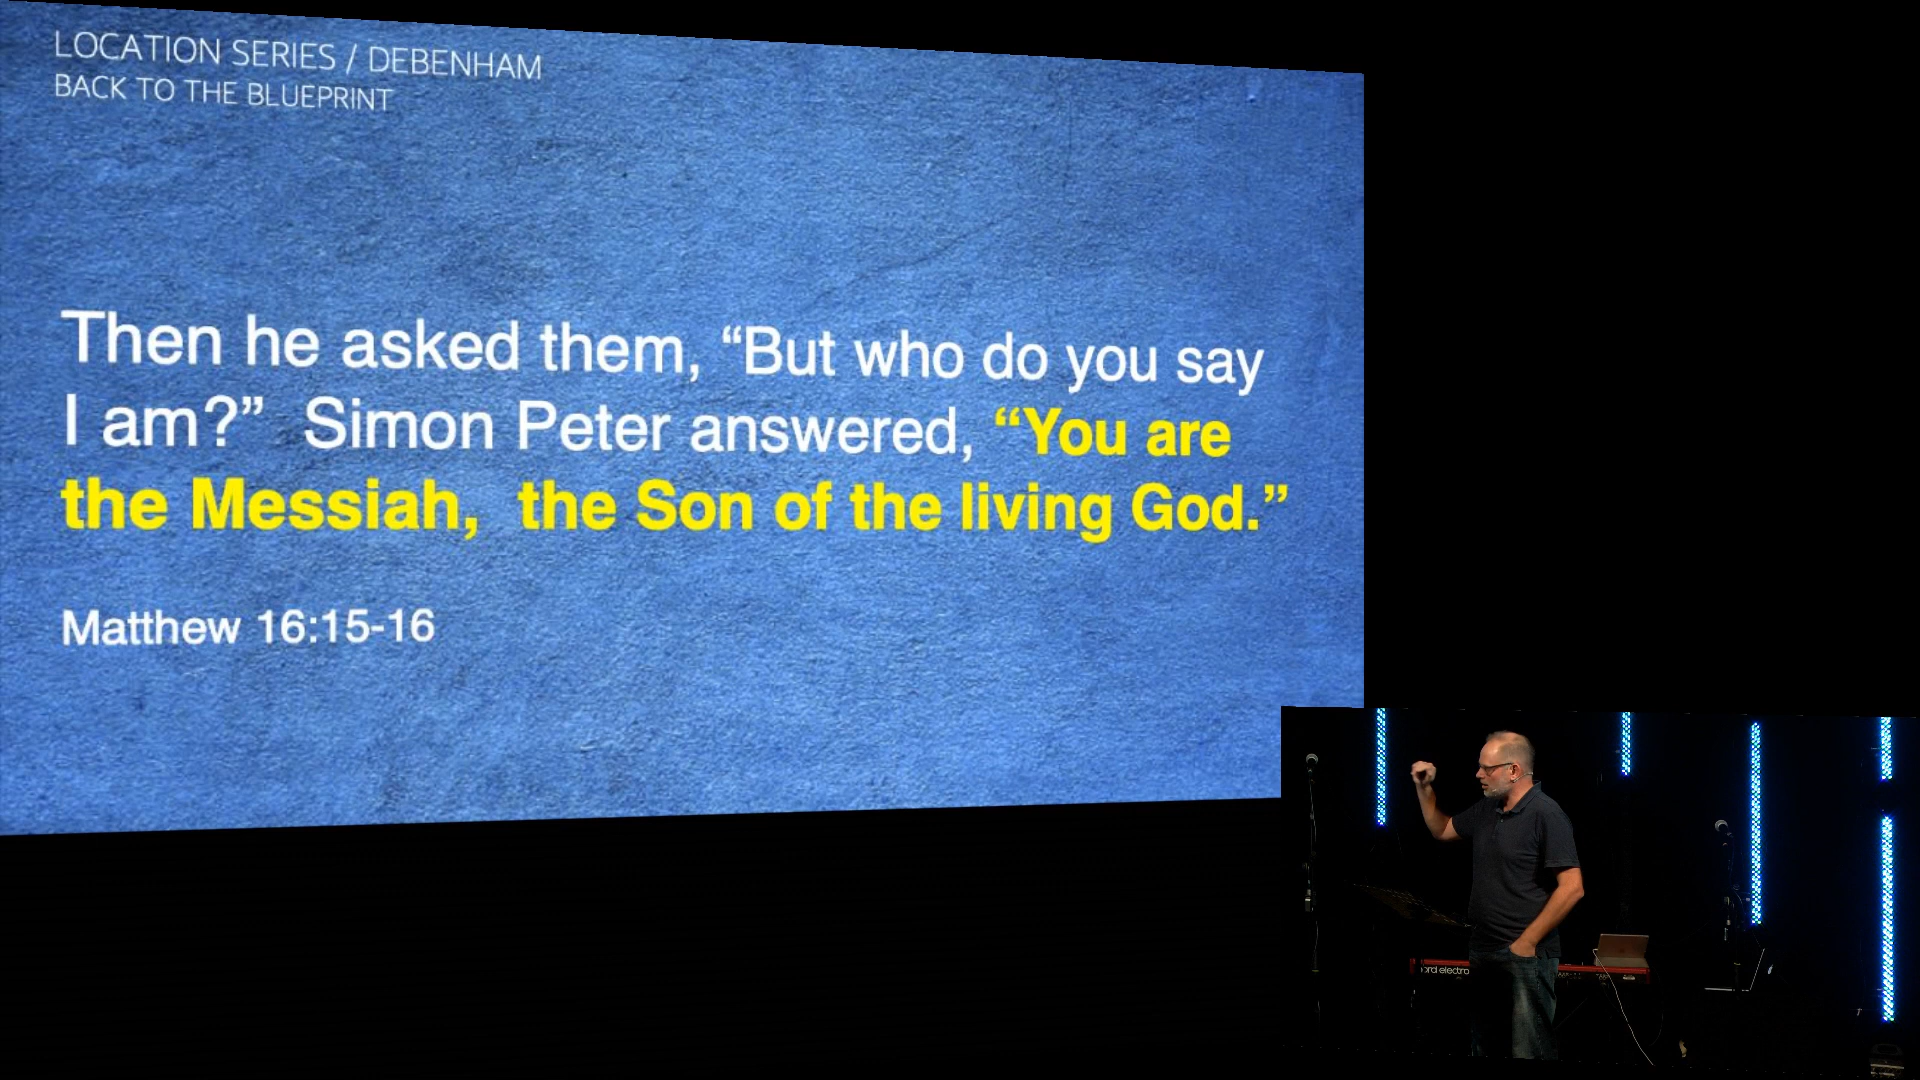 LOCATION SERIES / DEBENHAM
BACK TO THE BLUEPRINT
Then he asked them, “But who do you say
I am?” Simon Peter answered, “You are
the Messiah, the Son of the living God.”
Matthew 16:15-16
electro